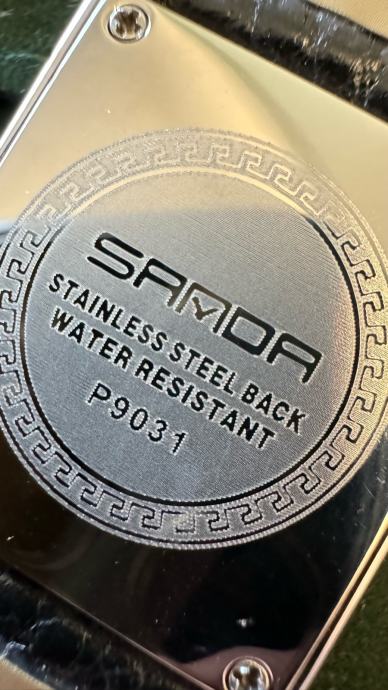 SANDA
STAINLESS STEEL BACK
WATER RESISTANT
P9031